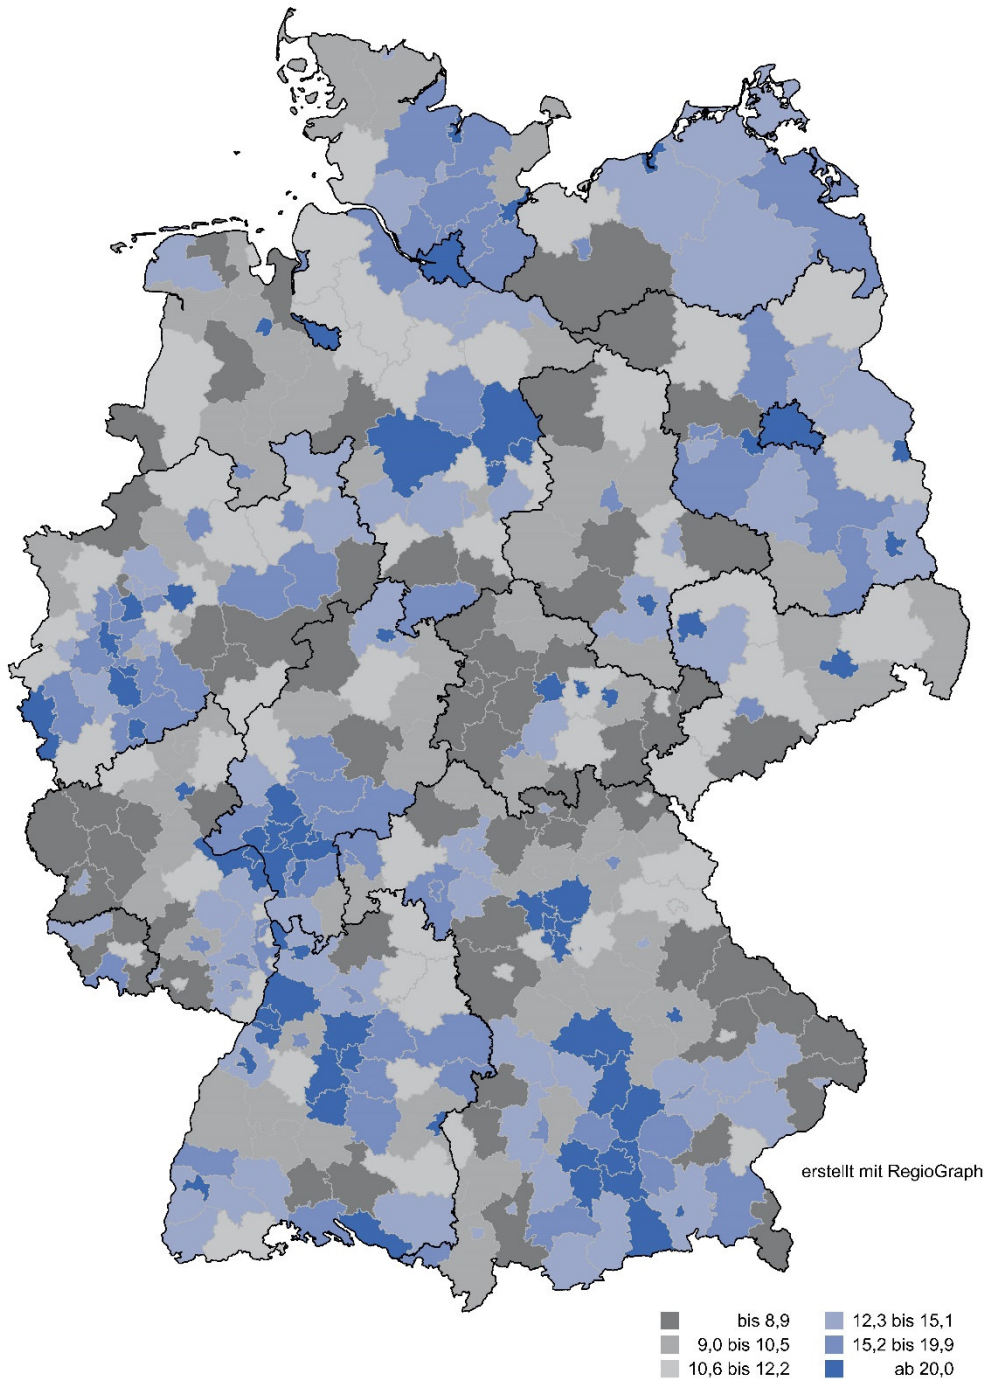 erstellt mit RegioGraph
bis 8,9
12,3 bis 15,1
9,0 bis 10,5
15,2 bis 19,9
10,6 bis 12,2
ab 20,0